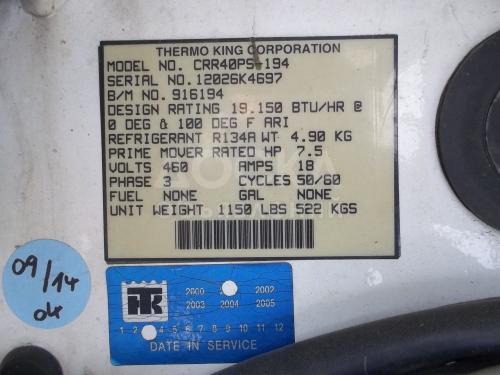 THERMO KING CORPORATION
MODEL NO. CRR40PS-194
SERIAL NO.12026K4697
B/M NO.916194
DESIGN RATING 19.150 BTU/HR @
0 DEG & 100 DEG F ARI
REFRIGERANT R134A WT 4.90 KG
PRIME MOVER RATED HP 7.5
VOLTS 460 AMPS 18
PHASE 3 CYCLES 50/60
FUEL NONE GAL NONE
UNIT WEIGHT 1150 LBS 522 KGS
09/14
TK
2000 2002
2003 2004 2005
1 2 4 5 6 7 8 9 10 11 12
DATE IN SERVICE